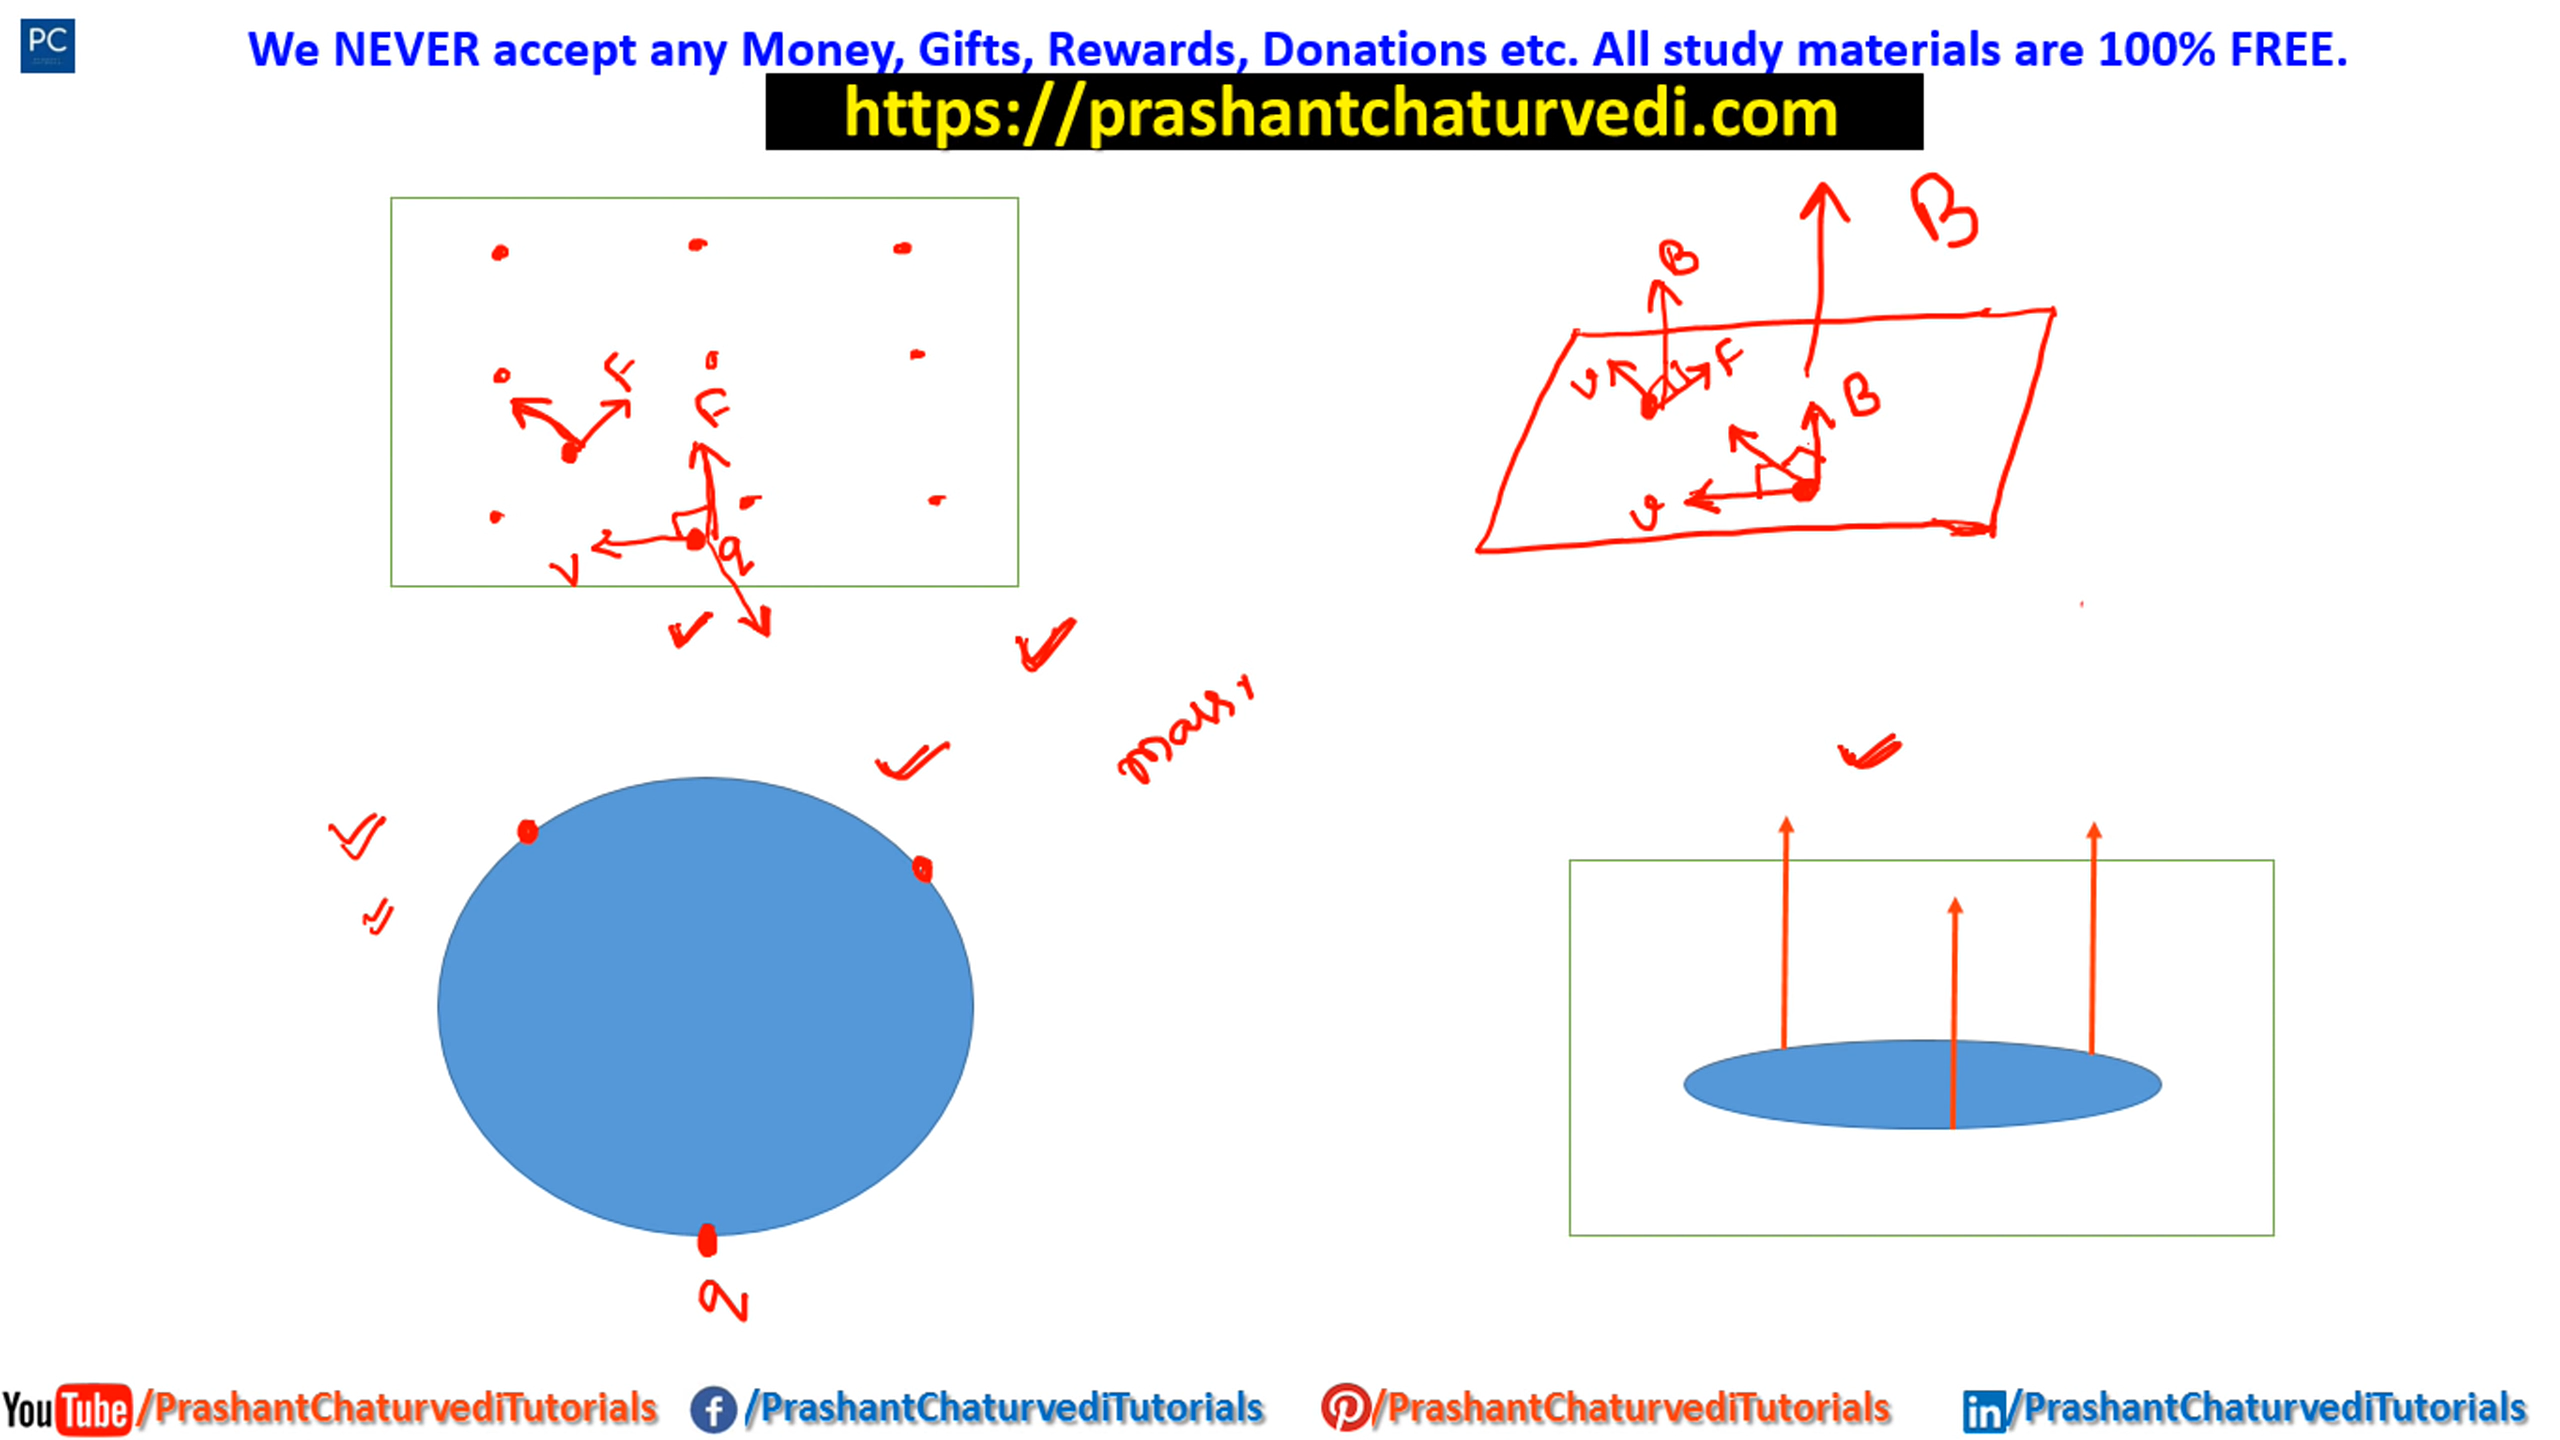 PC
We NEVER accept any Money, Gifts, Rewards, Donations etc. All study materials are 100% FREE.
https://prashantchaturvedi.com
B
B
F
F
v
F
B
V
q
v
mass,
q
YouTube/PrashantChaturvediTutorials
f /PrashantChaturvediTutorials
/PrashantChaturvediTutorials
in/PrashantChaturvediTutorials